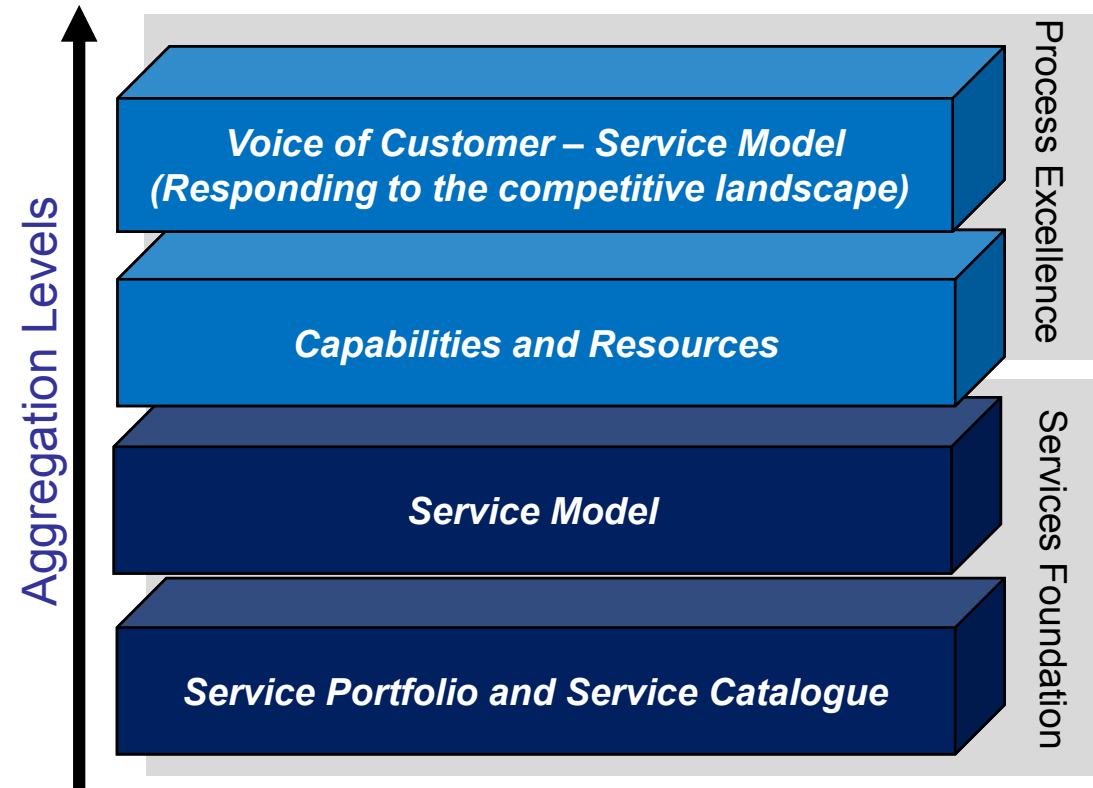 Aggregation Levels
Voice of Customer – Service Model
(Responding to the competitive landscape)
Capabilities and Resources
Service Model
Service Portfolio and Service Catalogue
Process Excellence
Services Foundation